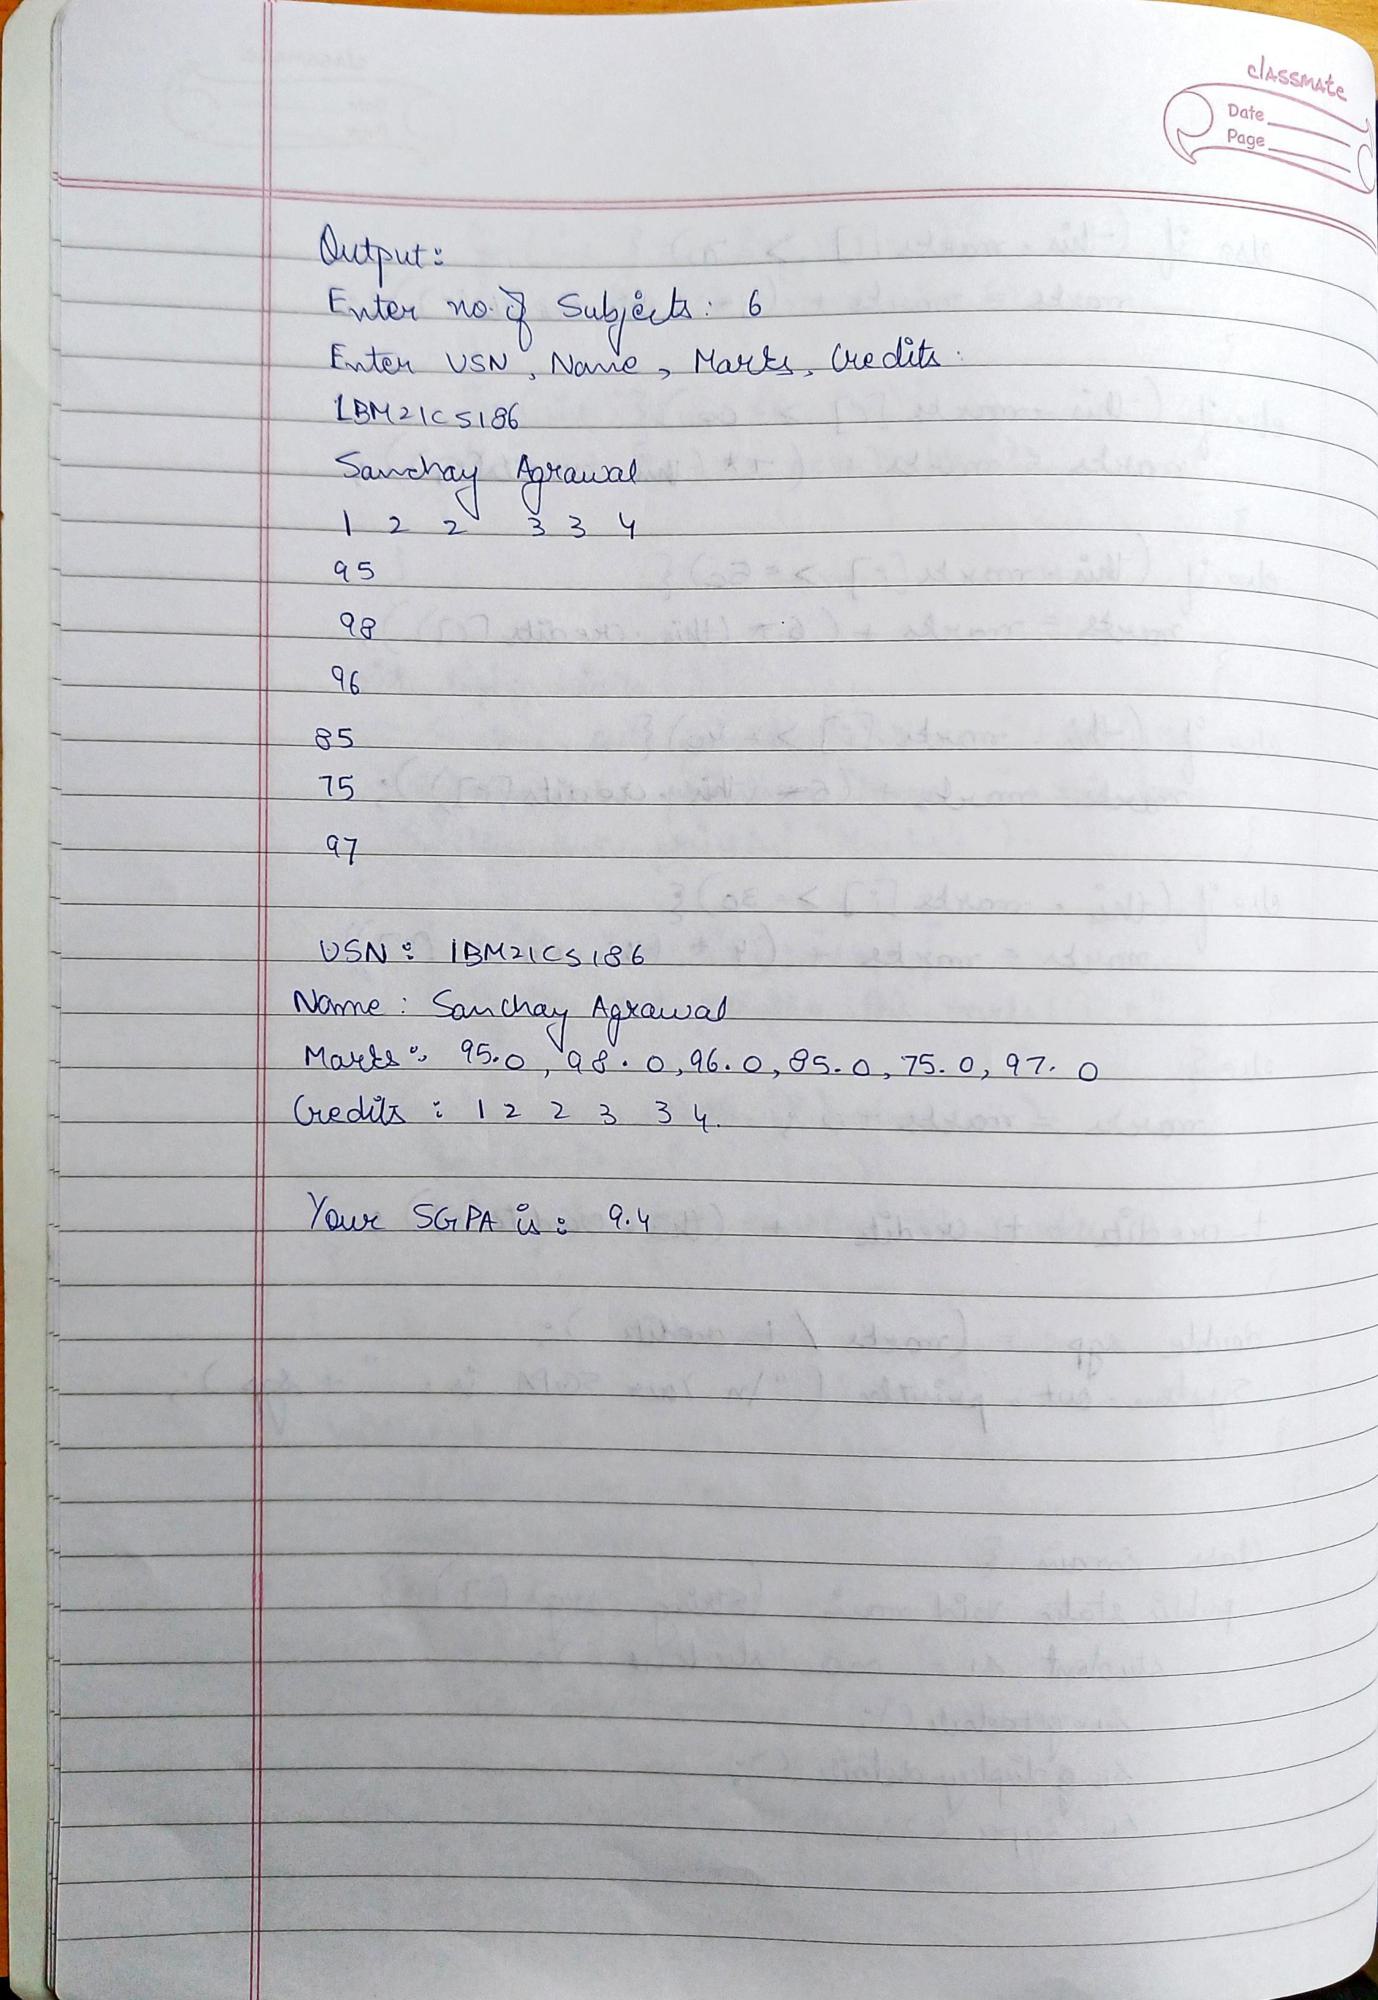 classmate
Date
Page
Output:
Enter no. of Subjects: 6
Enter USN, Name, Marks, Credits:
1BM21CS186
Sanchay Agrawal
1 2 2 3 3 4
95
98
96
85
75
97
USN: 1BM21CS186
Name: Sanchay Agrawal
Marks: 95.0, 98.0, 96.0, 85.0, 75.0, 97.0
Credits: 1 2 2 3 3 4.
Your SGPA is: 9.4